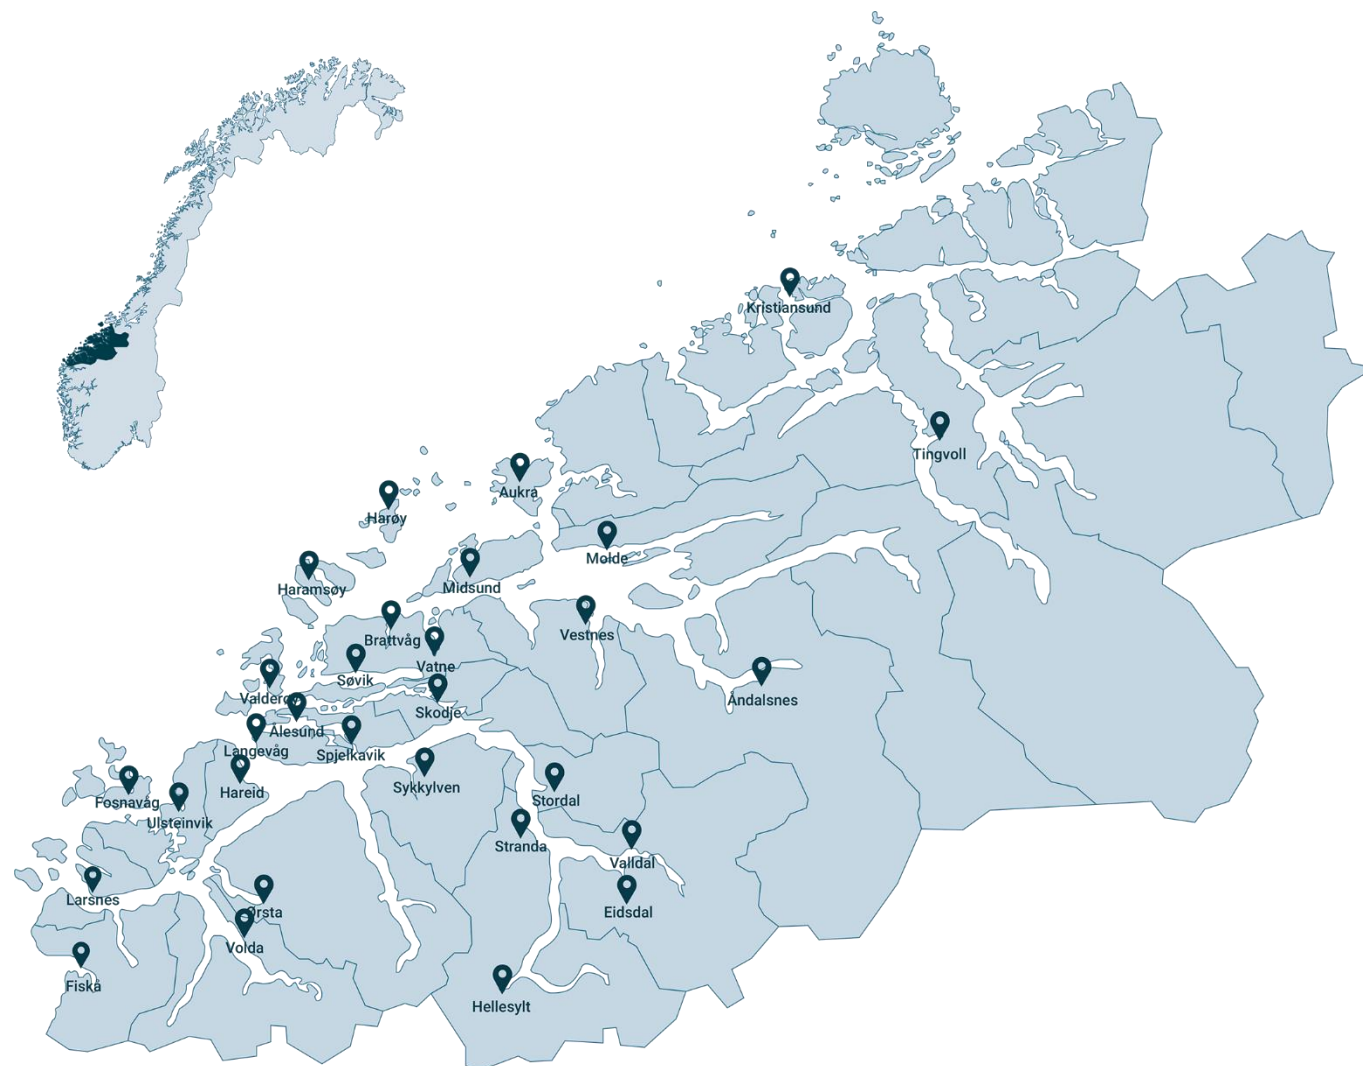 Kristiansund
Tingvoll
Aukra
Harøy
Molde
Haramsøy
Midsund
Brattvåg
Vestnes
Vatne
Søvik
Valderøy
Skodje
Åndalsnes
Ålesund
Langevåg
Spjelkavik
Hareid
Sykkylven
Fosnavåg
Stordal
Ulsteinvik
Stranda
Valldal
Larsnes
Ørsta
Eidsdal
Volda
Fiskå
Hellesylt